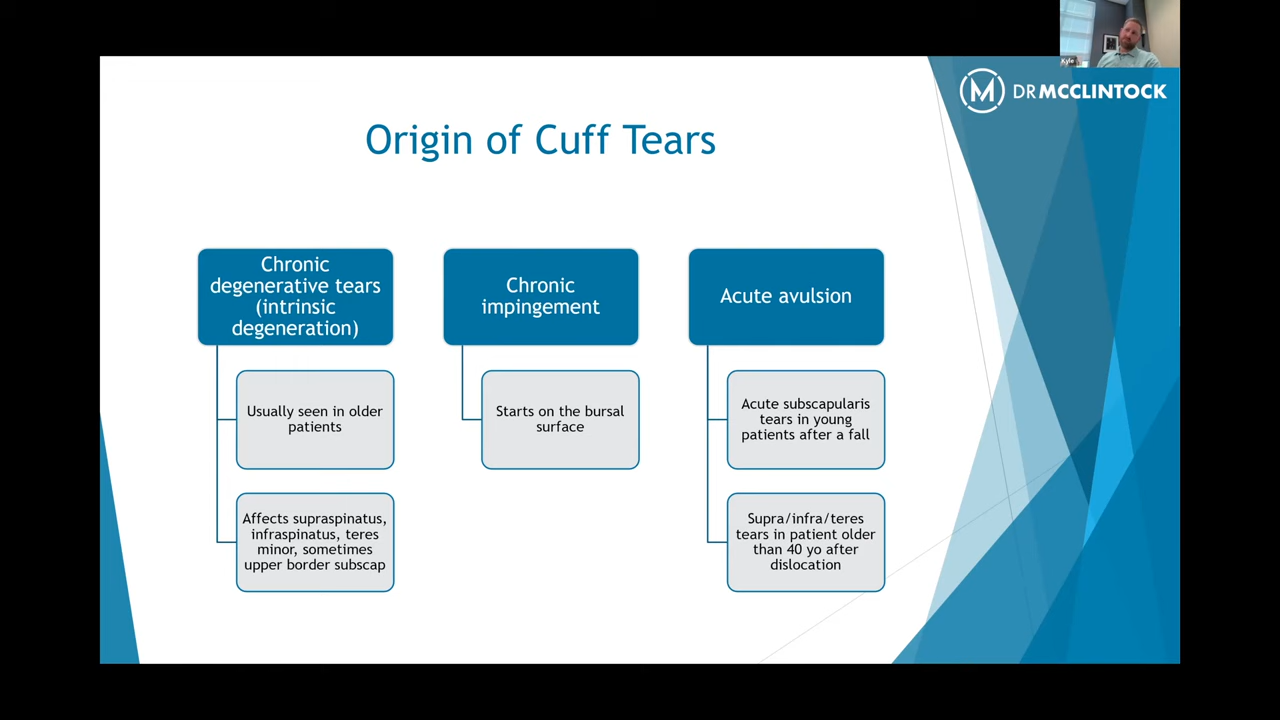 Kyle
DRMCCLINTOCK
Origin of Cuff Tears
Chronic
degenerative tears
(intrinsic
degeneration)
Usually seen in older
patients
Affects supraspinatus,
infraspinatus, teres
minor, sometimes
upper border subscap
Chronic
impingement
Starts on the bursal
surface
Acute avulsion
Acute subscapularis
tears in young
patients after a fall
Supra/infra/teres
tears in patient older
than 40 yo after
dislocation